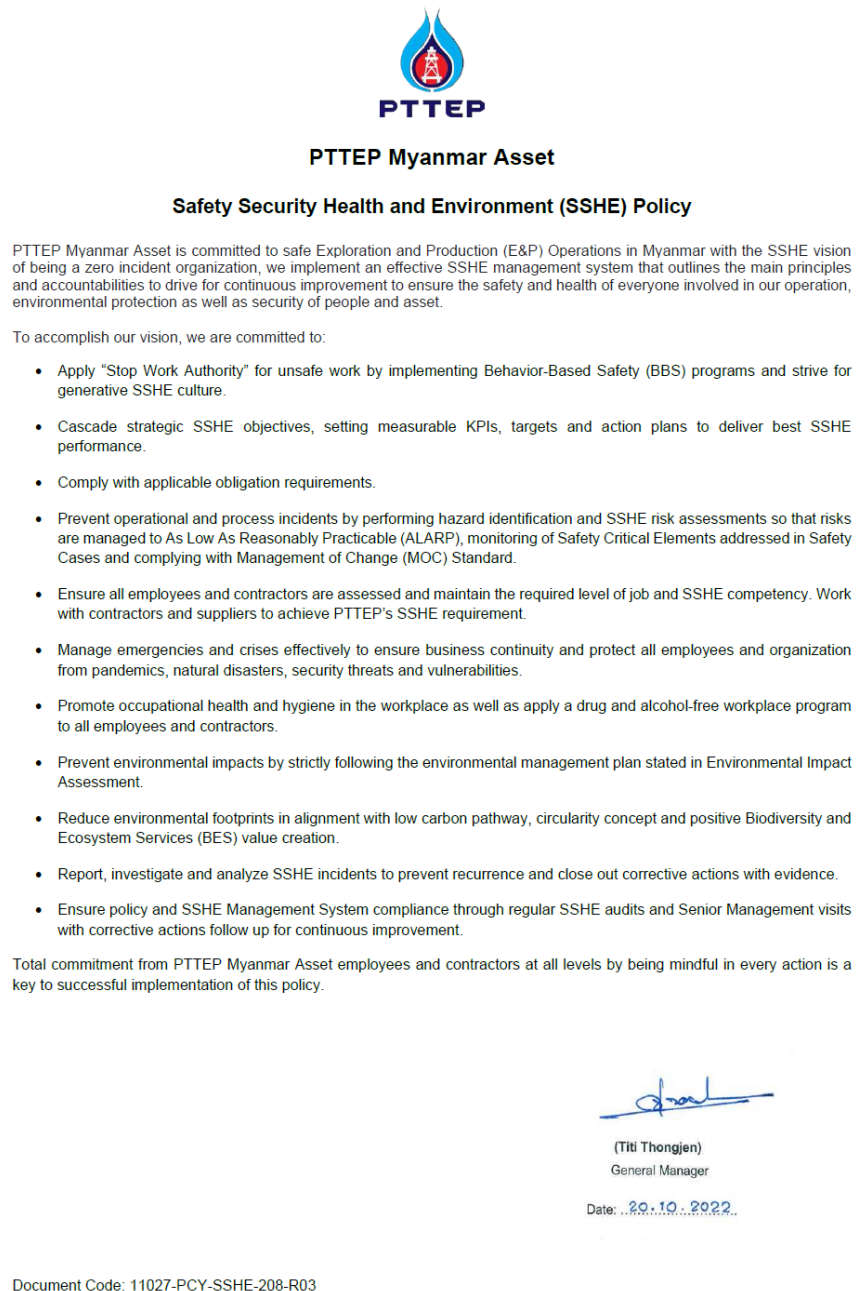 PTTEP
PTTEP Myanmar Asset
Safety Security Health and Environment (SSHE) Policy
PTTEP Myanmar Asset is committed to safe Exploration and Production (E&P) Operations in Myanmar with the SSHE vision
of being a zero incident organization, we implement an effective SSHE management system that outlines the main principles
and accountabilities to drive for continuous improvement to ensure the safety and health of everyone involved in our operation,
environmental protection as well as security of people and asset.
To accomplish our vision, we are committed to:
• Apply “Stop Work Authority” for unsafe work by implementing Behavior-Based Safety (BBS) programs and strive for
generative SSHE culture.
• Cascade strategic SSHE objectives, setting measurable KPIs, targets and action plans to deliver best SSHE
performance.
• Comply with applicable obligation requirements.
• Prevent operational and process incidents by performing hazard identification and SSHE risk assessments so that risks
are managed to As Low As Reasonably Practicable (ALARP), monitoring of Safety Critical Elements addressed in Safety
Cases and complying with Management of Change (MOC) Standard.
• Ensure all employees and contractors are assessed and maintain the required level of job and SSHE competency. Work
with contractors and suppliers to achieve PTTEP’s SSHE requirement.
• Manage emergencies and crises effectively to ensure business continuity and protect all employees and organization
from pandemics, natural disasters, security threats and vulnerabilities.
• Promote occupational health and hygiene in the workplace as well as apply a drug and alcohol-free workplace program
to all employees and contractors.
• Prevent environmental impacts by strictly following the environmental management plan stated in Environmental Impact
Assessment.
• Reduce environmental footprints in alignment with low carbon pathway, circularity concept and positive Biodiversity and
Ecosystem Services (BES) value creation.
• Report, investigate and analyze SSHE incidents to prevent recurrence and close out corrective actions with evidence.
• Ensure policy and SSHE Management System compliance through regular SSHE audits and Senior Management visits
with corrective actions follow up for continuous improvement.
Total commitment from PTTEP Myanmar Asset employees and contractors at all levels by being mindful in every action is a
key to successful implementation of this policy.
(Titi Thongjen)
General Manager
Date: 20.10.2022
Document Code: 11027-PCY-SSHE-208-R03